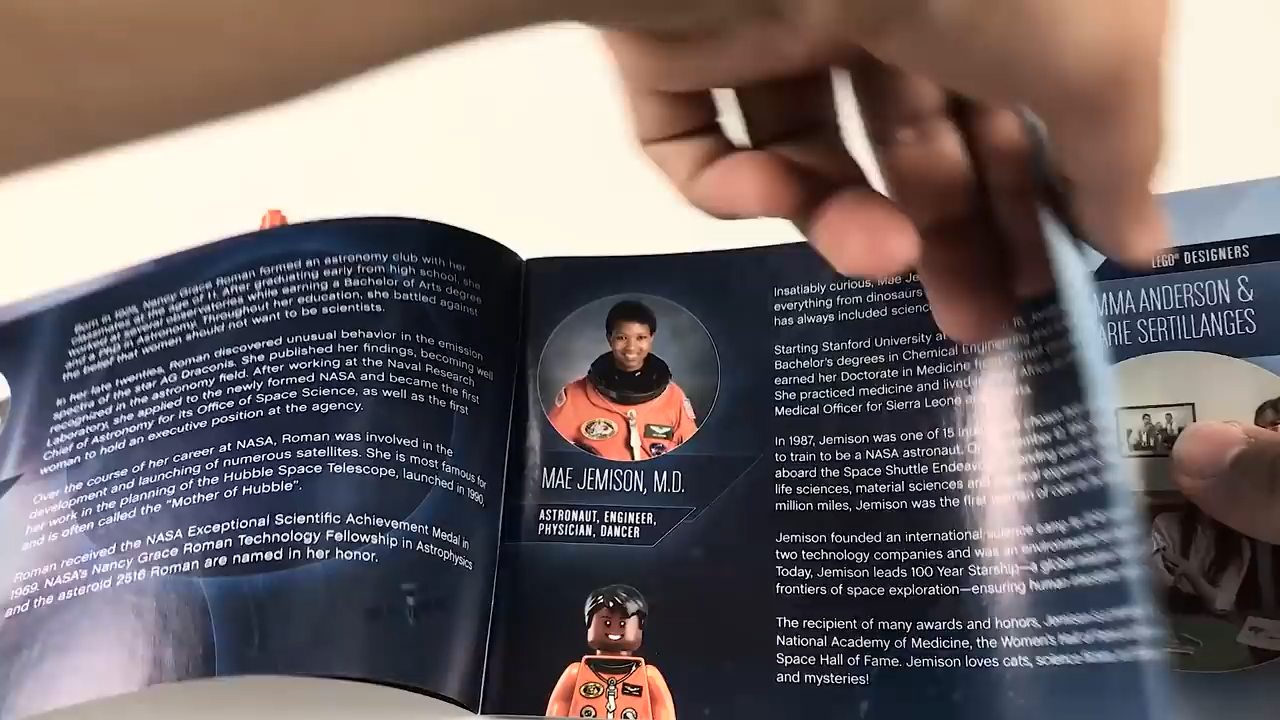 Born in 1925, Nancy Grace Roman formed an astronomy club with her
classmates at the age of 11. After graduating early from high school, she
worked in several observatories while earning a Bachelor of Arts degree
and a PhD in Astronomy. Throughout her education, she battled against
the belief that women should not want to be scientists.
In her late twenties, Roman discovered unusual behavior in the emission
spectra of the star AG Draconis. She published her findings, becoming well
recognized in the astronomy field. After working at the Naval Research
Laboratory, she applied to the newly formed NASA and became the first
Chief of Astronomy for its Office of Space Science, as well as the first
woman to hold an executive position at the agency.
Over the course of her career at NASA, Roman was involved in the
development and launching of numerous satellites. She is most famous for
her work in the planning of the Hubble Space Telescope, launched in 1990,
and is often called the “Mother of Hubble”.
Roman received the NASA Exceptional Scientific Achievement Medal in
1969. NASA's Nancy Grace Roman Technology Fellowship in Astrophysics
and the asteroid 2516 Roman are named in her honor.
MAE JEMISON, M.D.
ASTRONAUT, ENGINEER,
PHYSICIAN, DANCER
Insatiably curious, Mae
everything from dinosaurs
has always included
Starting Stanford University
Bachelor's degrees in Chemical Engineering
earned her Doctorate in Medicine
She practiced medicine and lived
Medical Officer for Sierra Leone
In 1987, Jemison was one of 15
to train to be a NASA astronaut.
aboard the Space Shuttle
life sciences, material sciences and
million miles, Jemison was the first
Jemison founded an international science camp
two technology companies and was an
Today, Jemison leads 100 Year Starship—a
frontiers of space exploration—ensuring human
The recipient of many awards and honors,
National Academy of Medicine, the Women's
Space Hall of Fame. Jemison loves cats,
and mysteries!
LEGO® DESIGNERS
ANDERSON &
SERTILLANGES